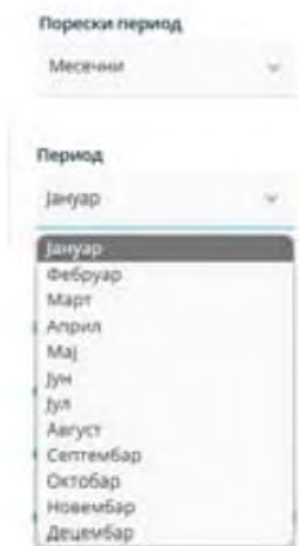 Порески период
Месечни
Период
Јануар
Јануар
Фебруар
Март
Април
Мај
Јун
Јул
Август
Септембар
Октобар
Новембар
Децембар